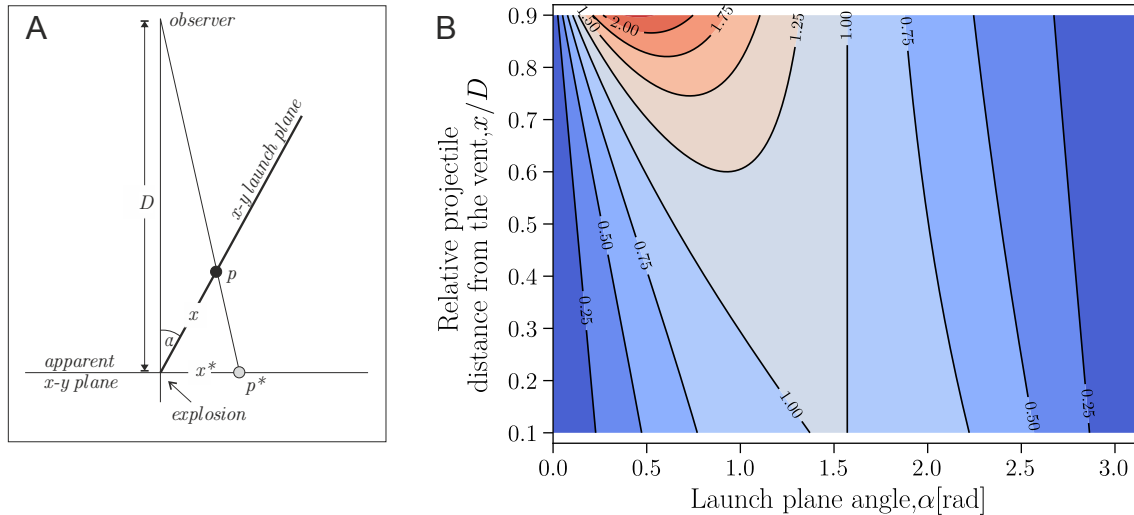 A
observer
D
x-y launch plane
p
x
α
apparent
x-y plane
x*
p*
explosion
B
Relative projectile
distance from the vent,x/D
0.9
0.8
0.7
0.6
0.5
0.4
0.3
0.2
0.1
1.50
2.00
1.75
1.25
1.00
0.75
0.50
0.75
0.25
0.25
1.00
0.50
0.0
0.5
1.0
1.5
2.0
2.5
3.0
Launch plane angle,α[rad]